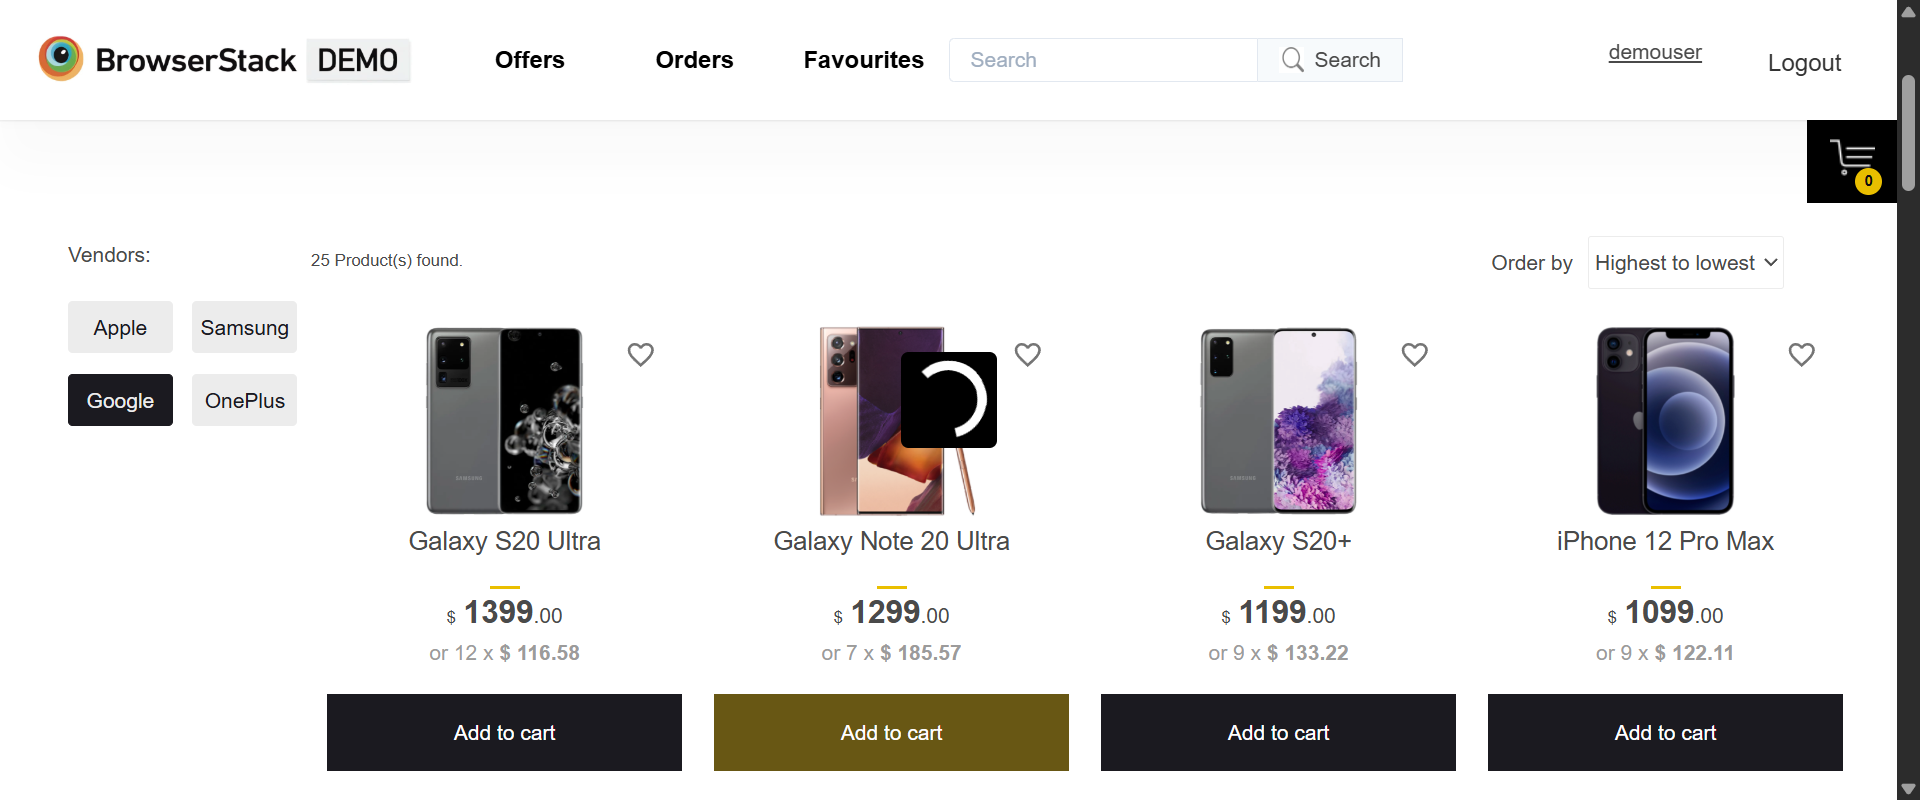 BrowserStack DEMO
Offers
Orders
Favourites
Search
Search
demouser
Logout
0
Vendors:
25 Product(s) found.
Order by
Highest to lowest
Apple
Samsung
Google
OnePlus
SAMSUNG
SAMSUNG
Galaxy S20 Ultra
Galaxy Note 20 Ultra
Galaxy S20+
iPhone 12 Pro Max
$ 1399.00
$ 1299.00
$ 1199.00
$ 1099.00
or 12 x $ 116.58
or 7 x $ 185.57
or 9 x $ 133.22
or 9 x $ 122.11
Add to cart
Add to cart
Add to cart
Add to cart